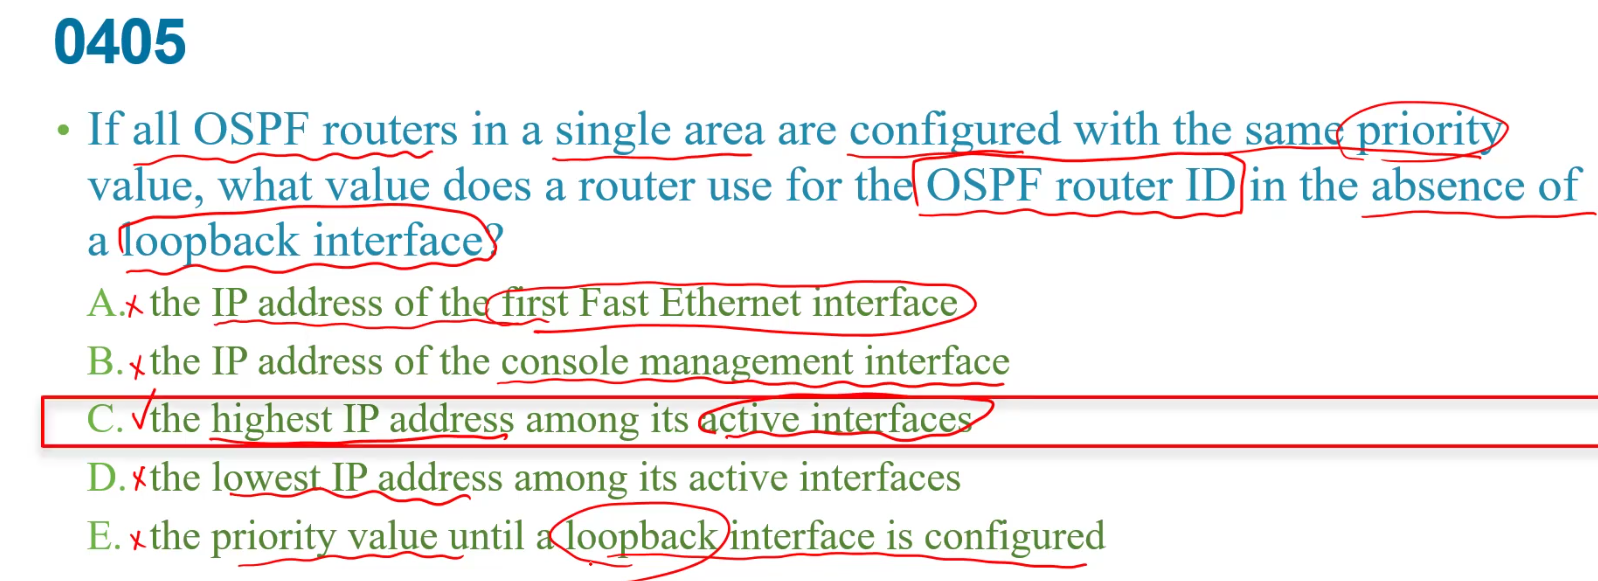 0405
• If all OSPF routers in a single area are configured with the same priority
value, what value does a router use for the OSPF router ID in the absence of
a loopback interface?
A. the IP address of the first Fast Ethernet interface
B. the IP address of the console management interface
C. the highest IP address among its active interfaces
D. the lowest IP address among its active interfaces
E. the priority value until a loopback interface is configured